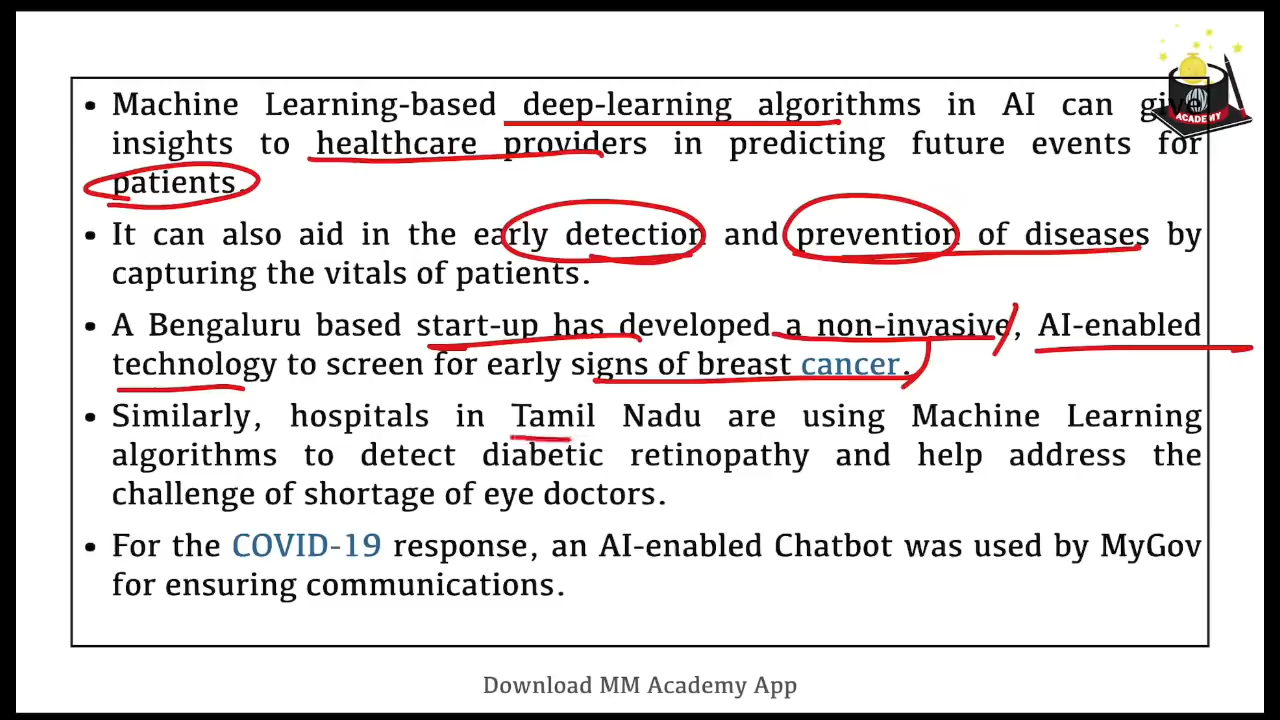 • Machine Learning-based deep-learning algorithms in AI can give
insights to healthcare providers in predicting future events for
patients.
• It can also aid in the early detection and prevention of diseases by
capturing the vitals of patients.
• A Bengaluru based start-up has developed a non-invasive, AI-enabled
technology to screen for early signs of breast cancer.
• Similarly, hospitals in Tamil Nadu are using Machine Learning
algorithms to detect diabetic retinopathy and help address the
challenge of shortage of eye doctors.
• For the COVID-19 response, an AI-enabled Chatbot was used by MyGov
for ensuring communications.
ACADEMY
Download MM Academy App